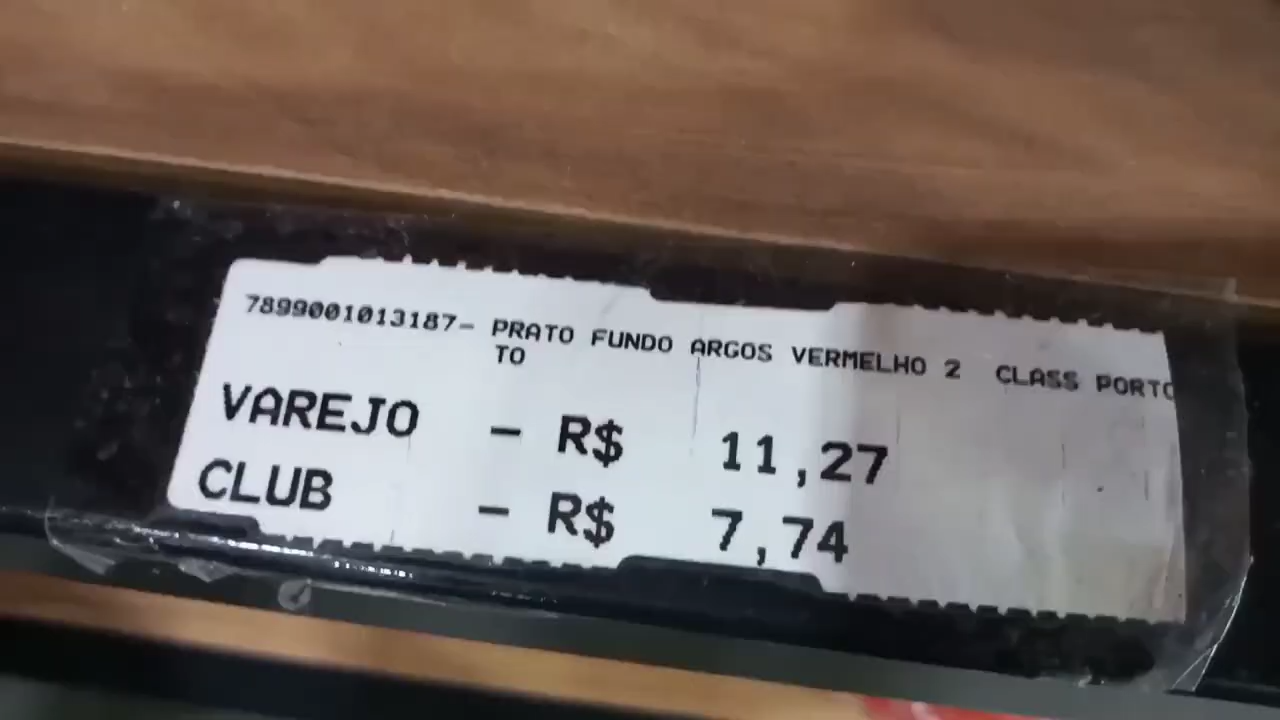 7899001013187- PRATO FUNDO ARGOS VERMELHO 2 CLASS PORTO
TO
VAREJO - R$ 11,27
CLUB - R$ 7,74